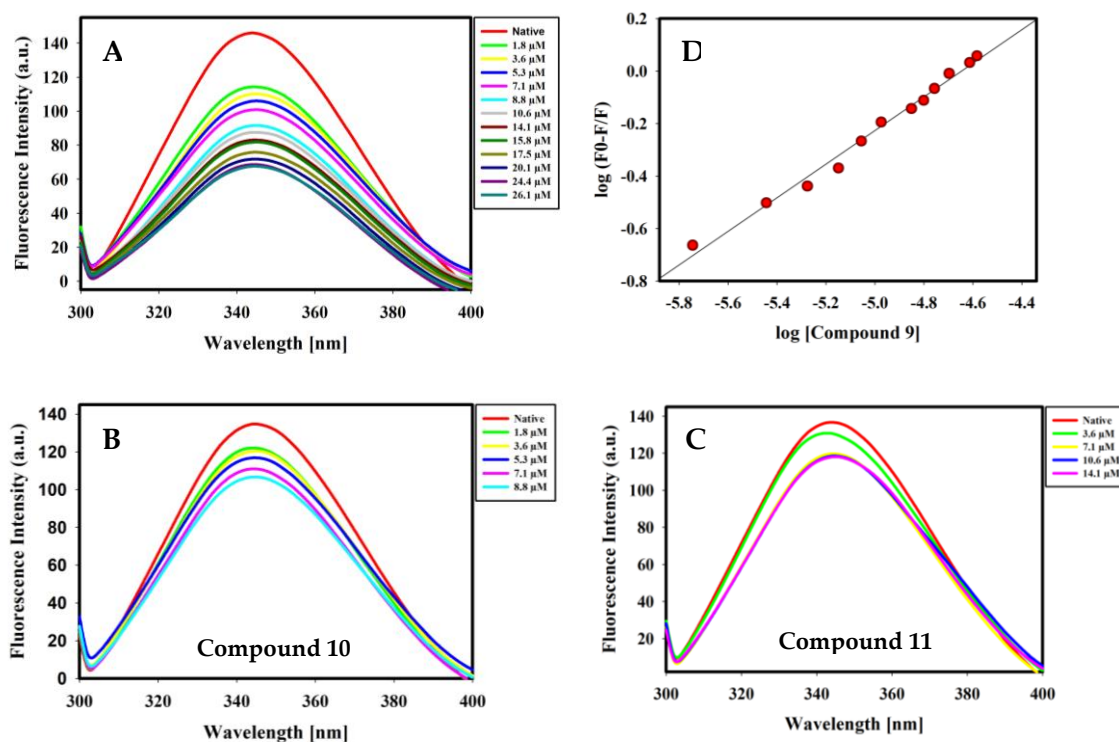 A
Fluorescence Intensity (a.u.)
140
120
100
80
60
40
20
0
300
320
340
360
380
400
Wavelength [nm]
Native
1.8 µM
3.6 µM
5.3 µM
7.1 µM
8.8 µM
10.6 µM
14.1 µM
15.8 µM
17.5 µM
20.1 µM
24.4 µM
26.1 µM
D
log (F0-F/F)
0.2
0.0
-0.2
-0.4
-0.6
-0.8
-5.8
-5.6
-5.4
-5.2
-5.0
-4.8
-4.6
-4.4
log [Compound 9]
B
Fluorescence Intensity (a.u.)
140
120
100
80
60
40
20
0
300
320
340
360
380
400
Wavelength [nm]
Compound 10
Native
1.8 µM
3.6 µM
5.3 µM
7.1 µM
8.8 µM
C
Fluorescence Intensity (a.u.)
140
120
100
80
60
40
20
300
320
340
360
380
400
Wavelength [nm]
Compound 11
Native
3.6 µM
7.1 µM
10.6 µM
14.1 µM